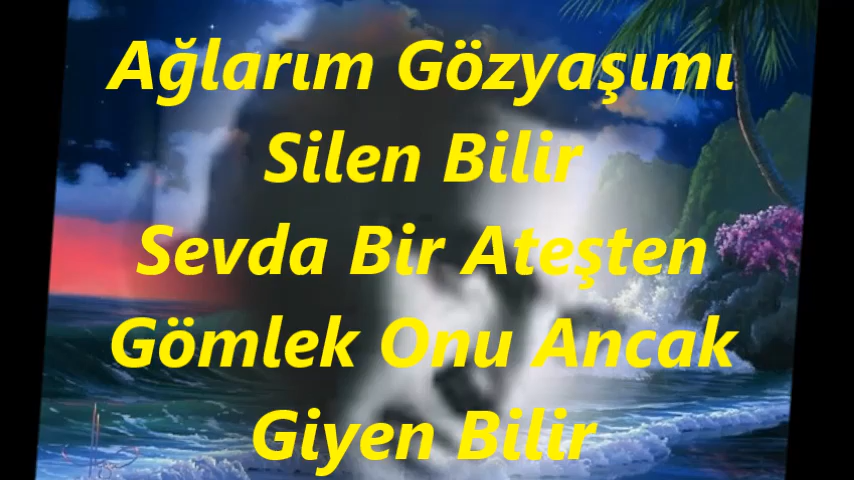 Ağlarım Gözyaşımı
Silen Bilir
Sevda Bir Ateşten
Gömlek Onu Ancak
Giyen Bilir